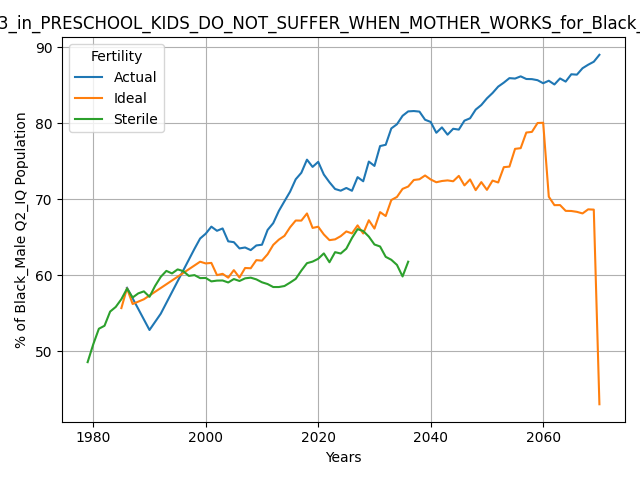 3_in_PRESCHOOL_KIDS_DO_NOT_SUFFER_WHEN_MOTHER_WORKS_for_Black_
Fertility
Actual
Ideal
Sterile
% of Black_Male Q2_IQ Population
90
80
70
60
50
1980
2000
2020
2040
2060
Years